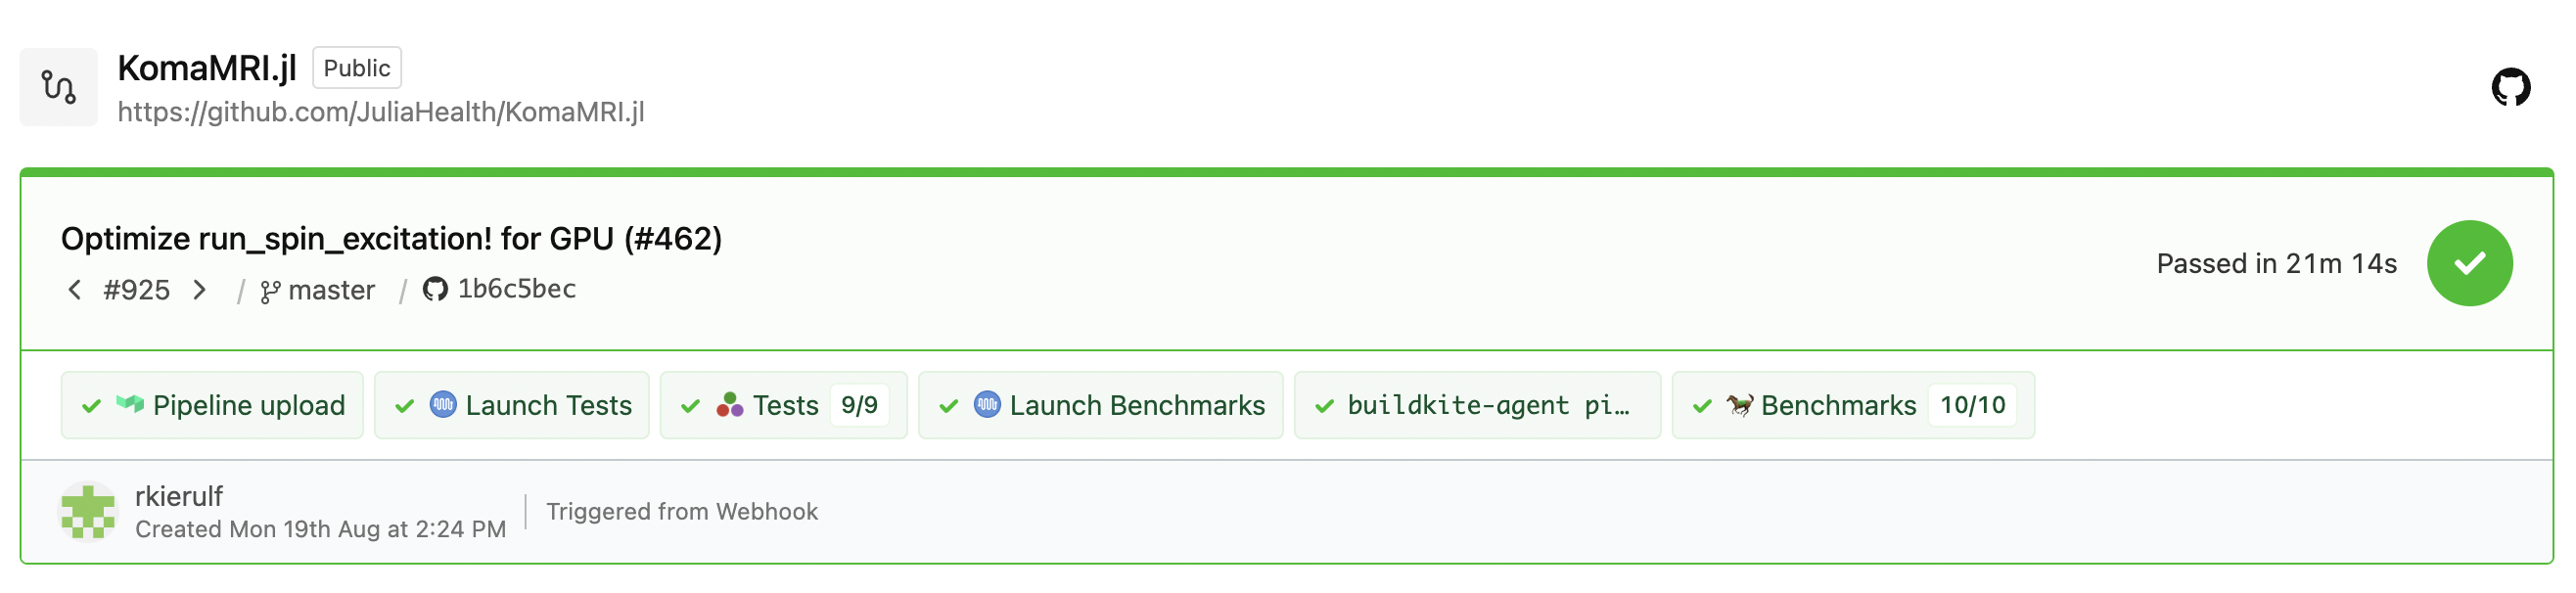 KomaMRI.jl Public
https://github.com/JuliaHealth/KomaMRI.jl
Optimize run_spin_excitation! for GPU (#462)
#925 / master / 1b6c5bec
Passed in 21m 14s
Pipeline upload Launch Tests Tests 9/9 Launch Benchmarks buildkite-agent pi… Benchmarks 10/10
rkierulf
Created Mon 19th Aug at 2:24 PM
Triggered from Webhook